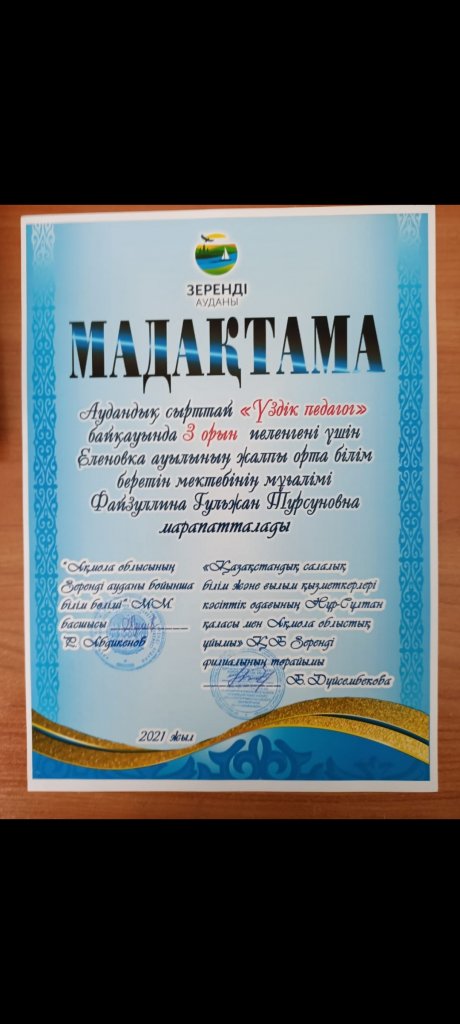 ЗЕРЕНДІ
АУДАНЫ
МАДАҚТАМА
Аудандық сырттай «Үздік педагог»
байқауында 3 орын иеленгені үшін
Еленовка ауылының жалпы орта білім
беретін мектебінің мұғалімі
Файзуллина Гульжан Турсуновна
марапатталады
"Ақмола облысының
Зеренді ауданы бойынша
білім бөлімі" ММ
басшысы
Р. Абдикенов
«Қазақстандық салалық
білім және ғылым қызметкерлері
кәсіптік одағының Нұр-Сұлтан
қаласы мен Ақмола облыстық
ұйымы» ҚБ Зеренді
филиалының төрайымы
Б.Дүйсембекова
2021 жыл